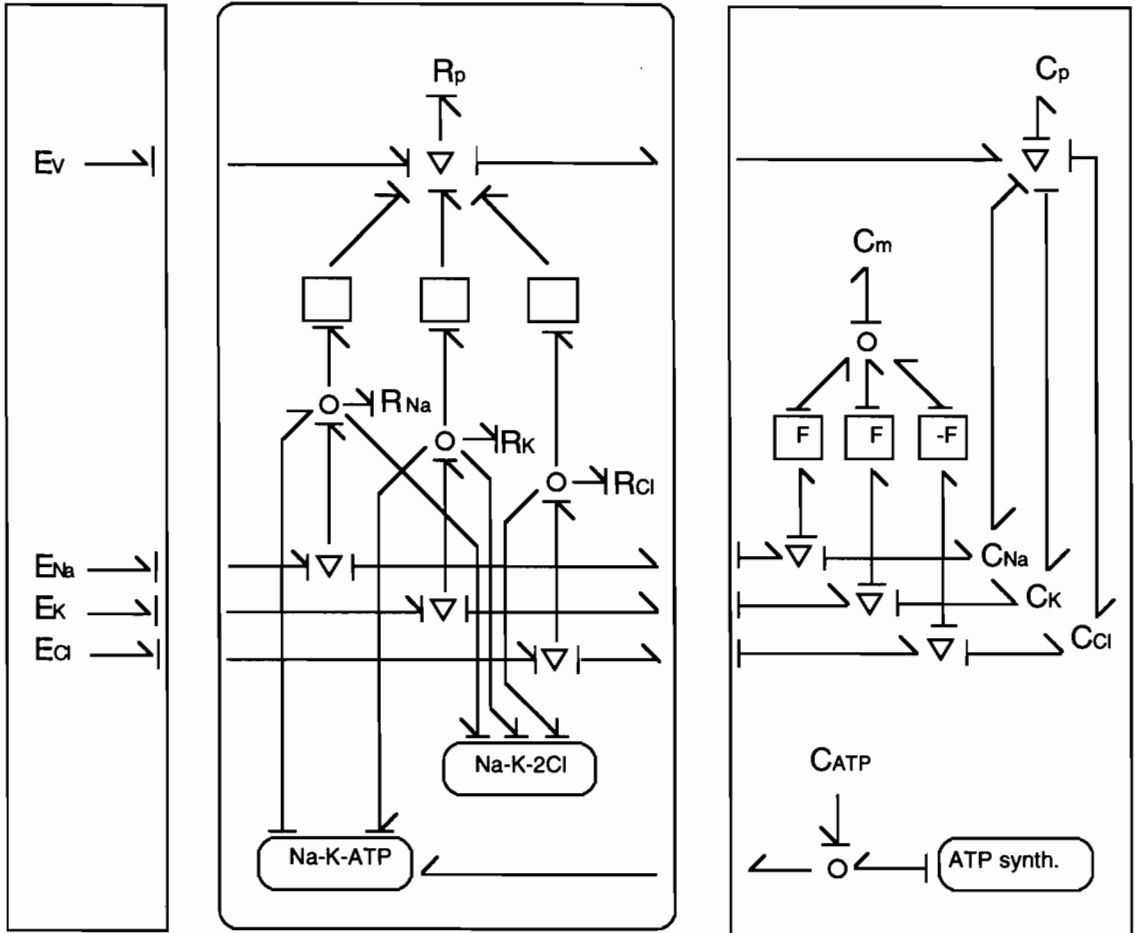 Rp
Cp
Ev
Cm
F F -F
RNa
RK
RCl
ENa
CNa
EK
CK
ECl
CCl
Na-K-2Cl
CATP
Na-K-ATP
ATP synth.